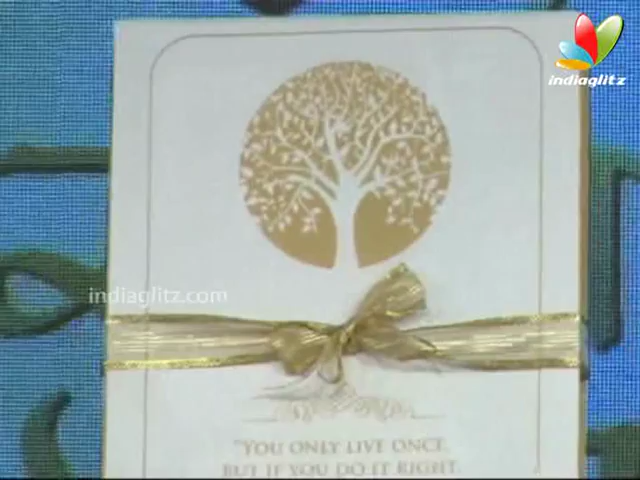 indiaglitz
indiaglitz.com
"YOU ONLY LIVE ONCE,
BUT IF YOU DO IT RIGHT,